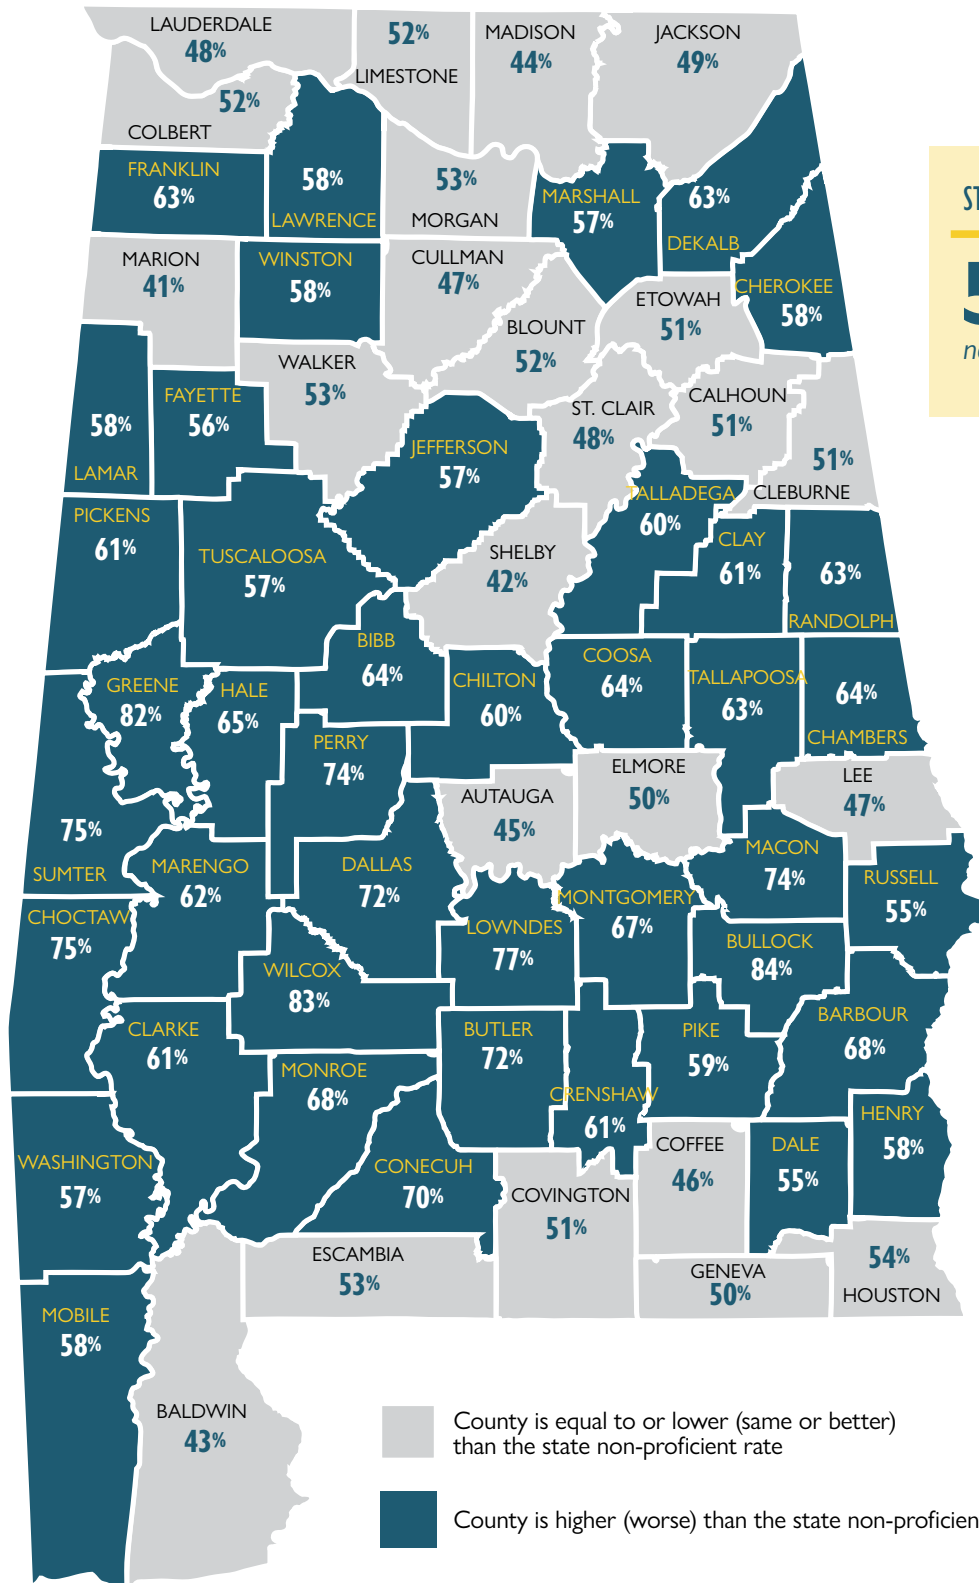 LAUDERDALE
48%
52%
LIMESTONE
MADISON
44%
JACKSON
49%
52%
COLBERT
FRANKLIN
63%
58%
LAWRENCE
53%
MORGAN
MARSHALL
57%
63%
DEKALB
CHEROKEE
58%
MARION
41%
WINSTON
58%
CULLMAN
47%
BLOUNT
52%
ETOWAH
51%
WALKER
53%
58%
LAMAR
FAYETTE
56%
JEFFERSON
57%
ST. CLAIR
48%
CALHOUN
51%
51%
CLEBURNE
PICKENS
61%
TUSCALOOSA
57%
SHELBY
42%
TALLADEGA
60%
CLAY
61%
63%
RANDOLPH
BIBB
64%
GREENE
82%
HALE
65%
CHILTON
60%
COOSA
64%
TALLAPOOSA
63%
64%
CHAMBERS
PERRY
74%
AUTAUGA
45%
ELMORE
50%
LEE
47%
75%
SUMTER
MARENGO
62%
DALLAS
72%
MACON
74%
RUSSELL
55%
CHOCTAW
75%
LOWNDES
77%
MONTGOMERY
67%
BULLOCK
84%
WILCOX
83%
CLARKE
61%
BUTLER
72%
PIKE
59%
BARBOUR
68%
MONROE
68%
CRENSHAW
61%
HENRY
58%
WASHINGTON
57%
CONECUH
70%
COVINGTON
51%
COFFEE
46%
DALE
55%
ESCAMBIA
53%
GENEVA
50%
54%
HOUSTON
MOBILE
58%
BALDWIN
43%
County is equal to or lower (same or better)
than the state non-proficient rate
County is higher (worse) than the state non-proficien